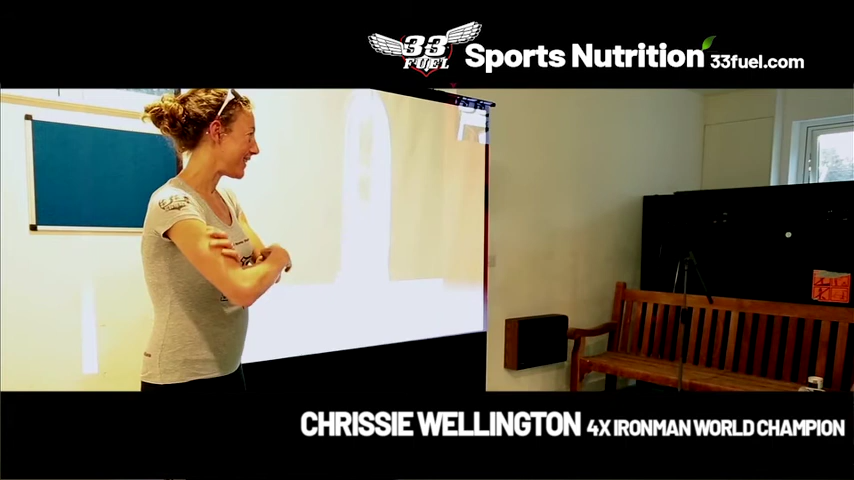 33
FUEL
Sports Nutrition 33fuel.com
CHRISSIE WELLINGTON 4X IRONMAN WORLD CHAMPION